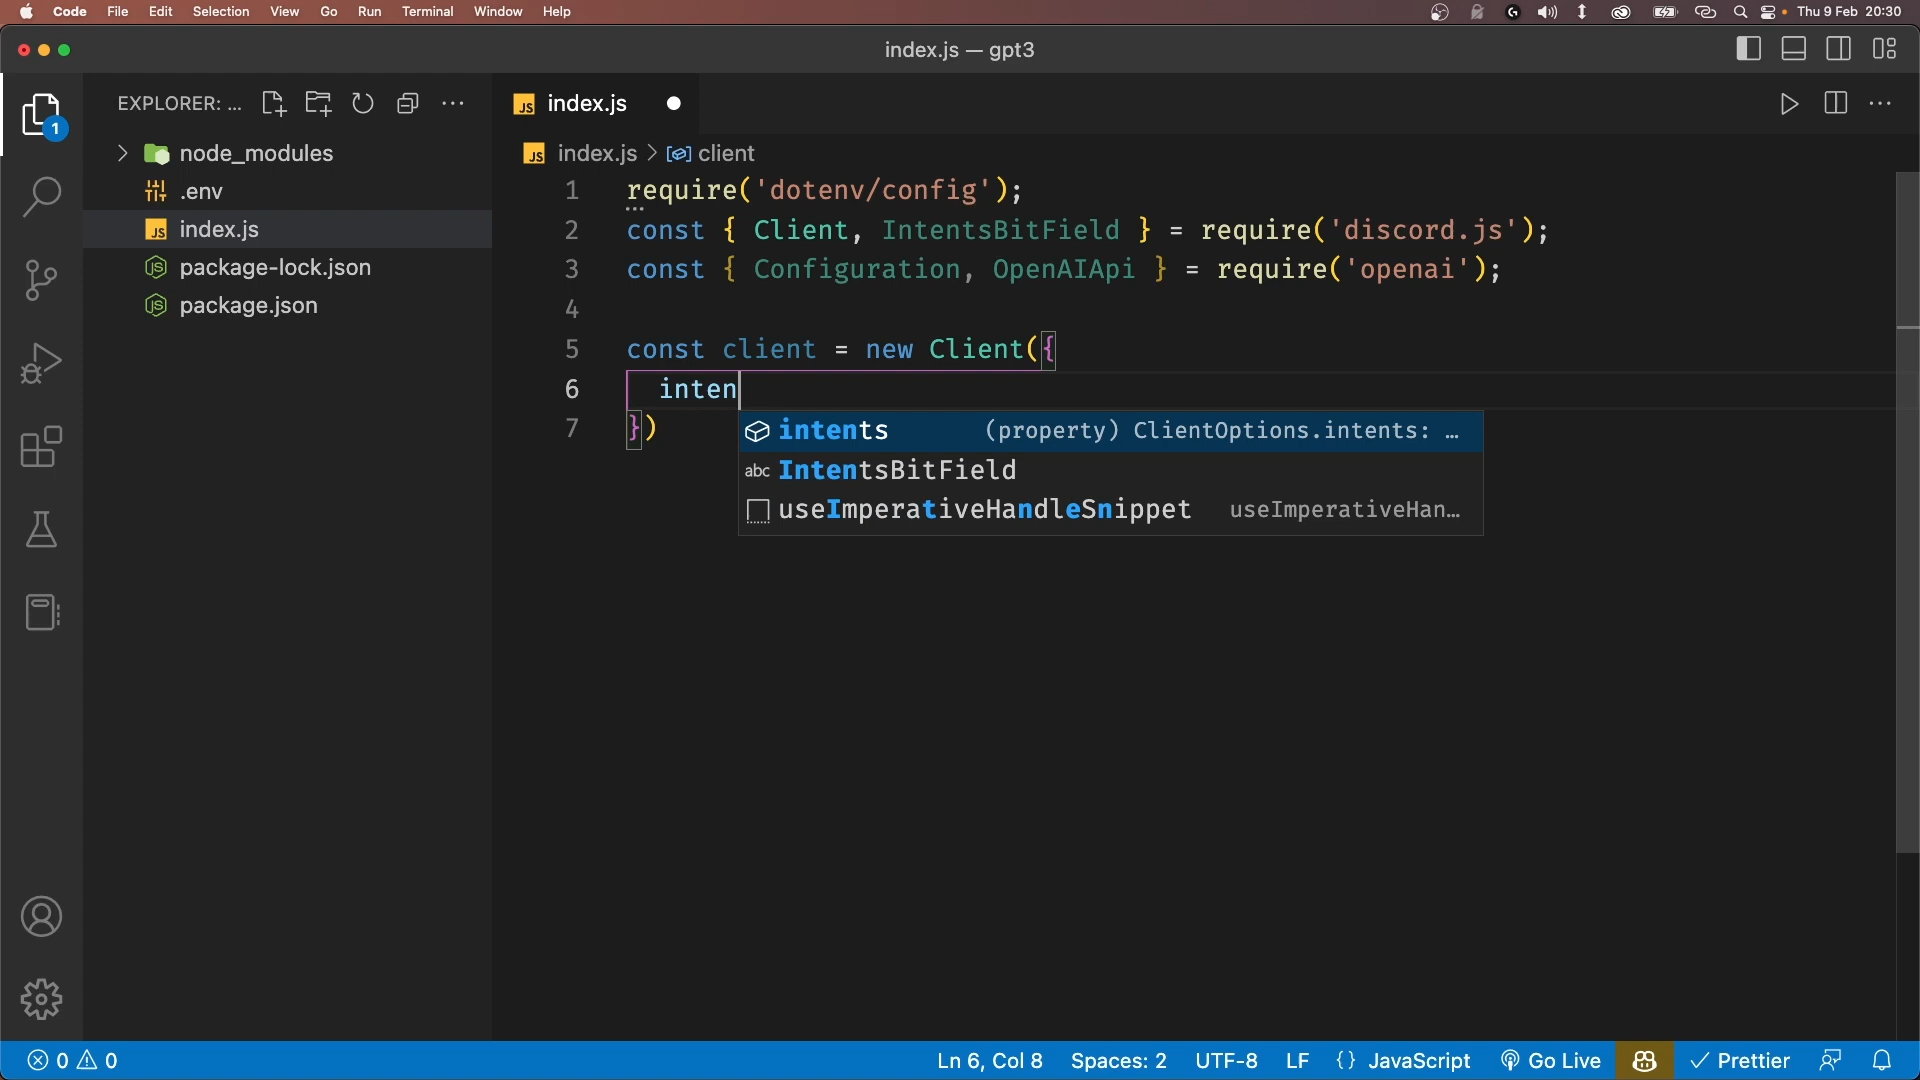 Code File Edit Selection View Go Run Terminal Window Help Thu 9 Feb 20:30
index.js — gpt3
EXPLORER: ...
node_modules
.env
index.js
package-lock.json
package.json
1
index.js
index.js > client
1 require('dotenv/config');
2 const { Client, IntentsBitField } = require('discord.js');
3 const { Configuration, OpenAIApi } = require('openai');
4
5 const client = new Client({
6 inten
7 })
intents (property) ClientOptions.intents: …
abc IntentsBitField
useImperativeHandleSnippet useImperativeHan…
0 0 Ln 6, Col 8 Spaces: 2 UTF-8 LF {} JavaScript Go Live Prettier